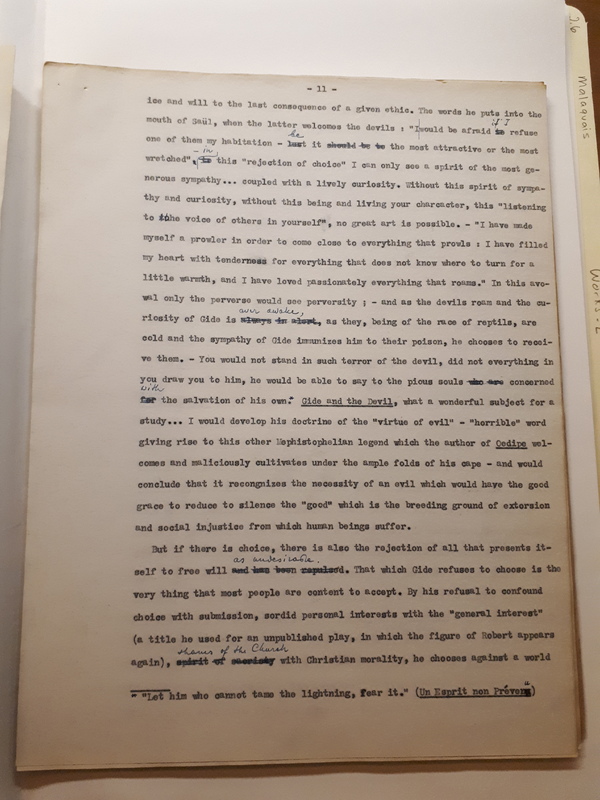 - 11 -
ice and will to the last consequence of a given ethic. The words he puts into the
mouth of Saül, when the latter welcomes the devils : "I would be afraid if I refuse
one of them my habitation - be it the most attractive or the most
wretched", - in this "rejection of choice" I can only see a spirit of the most ge-
nerous sympathy... coupled with a lively curiosity. Without this spirit of sympa-
thy and curiosity, without this being and living your charcater, this "listening
to the voice of others in yourself", no great art is possible. - "I have made
myself a prowler in order to come close to everything that prowls : I have filled
my heart with tenderness for everything that does not know where to turn for a
little warmth, and I have loved passionately everything that roams." In this avo-
wal only the perverse would see perversity ; - and as the devils roam and the cu-
riosity of Gide is ever awake, always is alert, as they, being of the race of reptils, are
cold and the sympathy of Gide immunizes him to their poison, he chooses to recei-
ve them. - You would not stand in such terror of the devil, did not everything in
you draw you to him, he would be able to say to the pious souls who are concerned
with for the salvation of his own." Gide and the Devil, what a wonderful subject for a
study... I would develop his doctrine of the "virtue of evil" - "horrible" word
giving rise to this other Mephistophelian legend which the author of Oedipe wel-
comes and maliciously cultivates under the ample folds of his cape - and would
conclude that it recongnizes the necessity of an evil which would have the good
grace to reduce to silence the "good" which is the breeding ground of extorsion
and social injustice from which human beings suffer.
But if there is choice, there is also the rejection of all that presents it-
self to free will as undesirable. and has been repulsed. That which Gide refuses to choose is the
very thing that most people are content to accept. By his refusal to confound
choice with submission, sordid personal interests with the "general interest"
(a title he used for an unpublished play, in which the figure of Robert appears
again), of the Church spirit of sacristy with Christian morality, he chooses against a world
" "Let him who cannot tame the lightning, fear it." (Un Esprit non Prévenu)
J.6
Malaquais
Works - 2